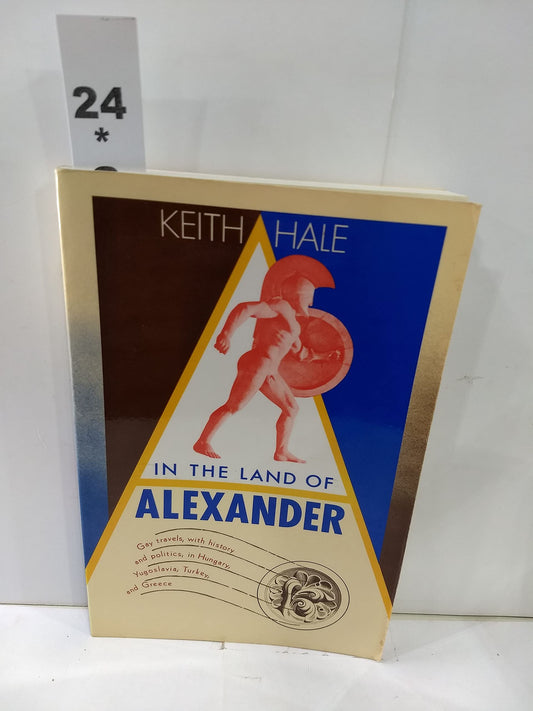 24
*
KEITH HALE
IN THE LAND OF
ALEXANDER
Gay travels, with history
and politics, in Hungary,
Yugoslavia, Turkey,
and Greece